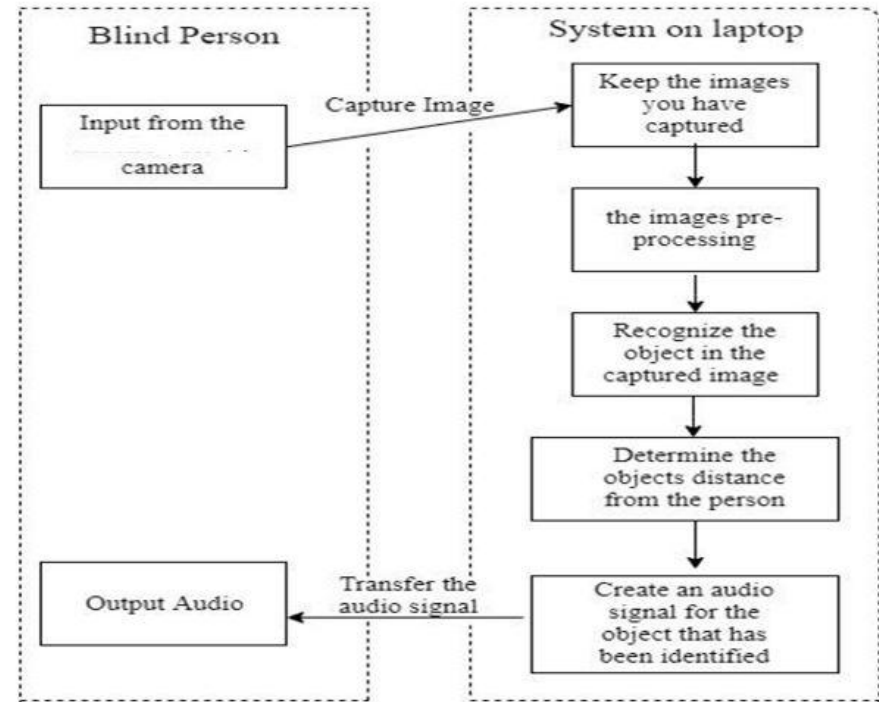 Blind Person
Input from the
camera
Capture Image
System on laptop
Keep the images
you have
captured
the images pre-
processing
Recognize the
object in the
captured image
Determine the
objects distance
from the person
Create an audio
signal for the
object that has
been identified
Transfer the
audio signal
Output Audio